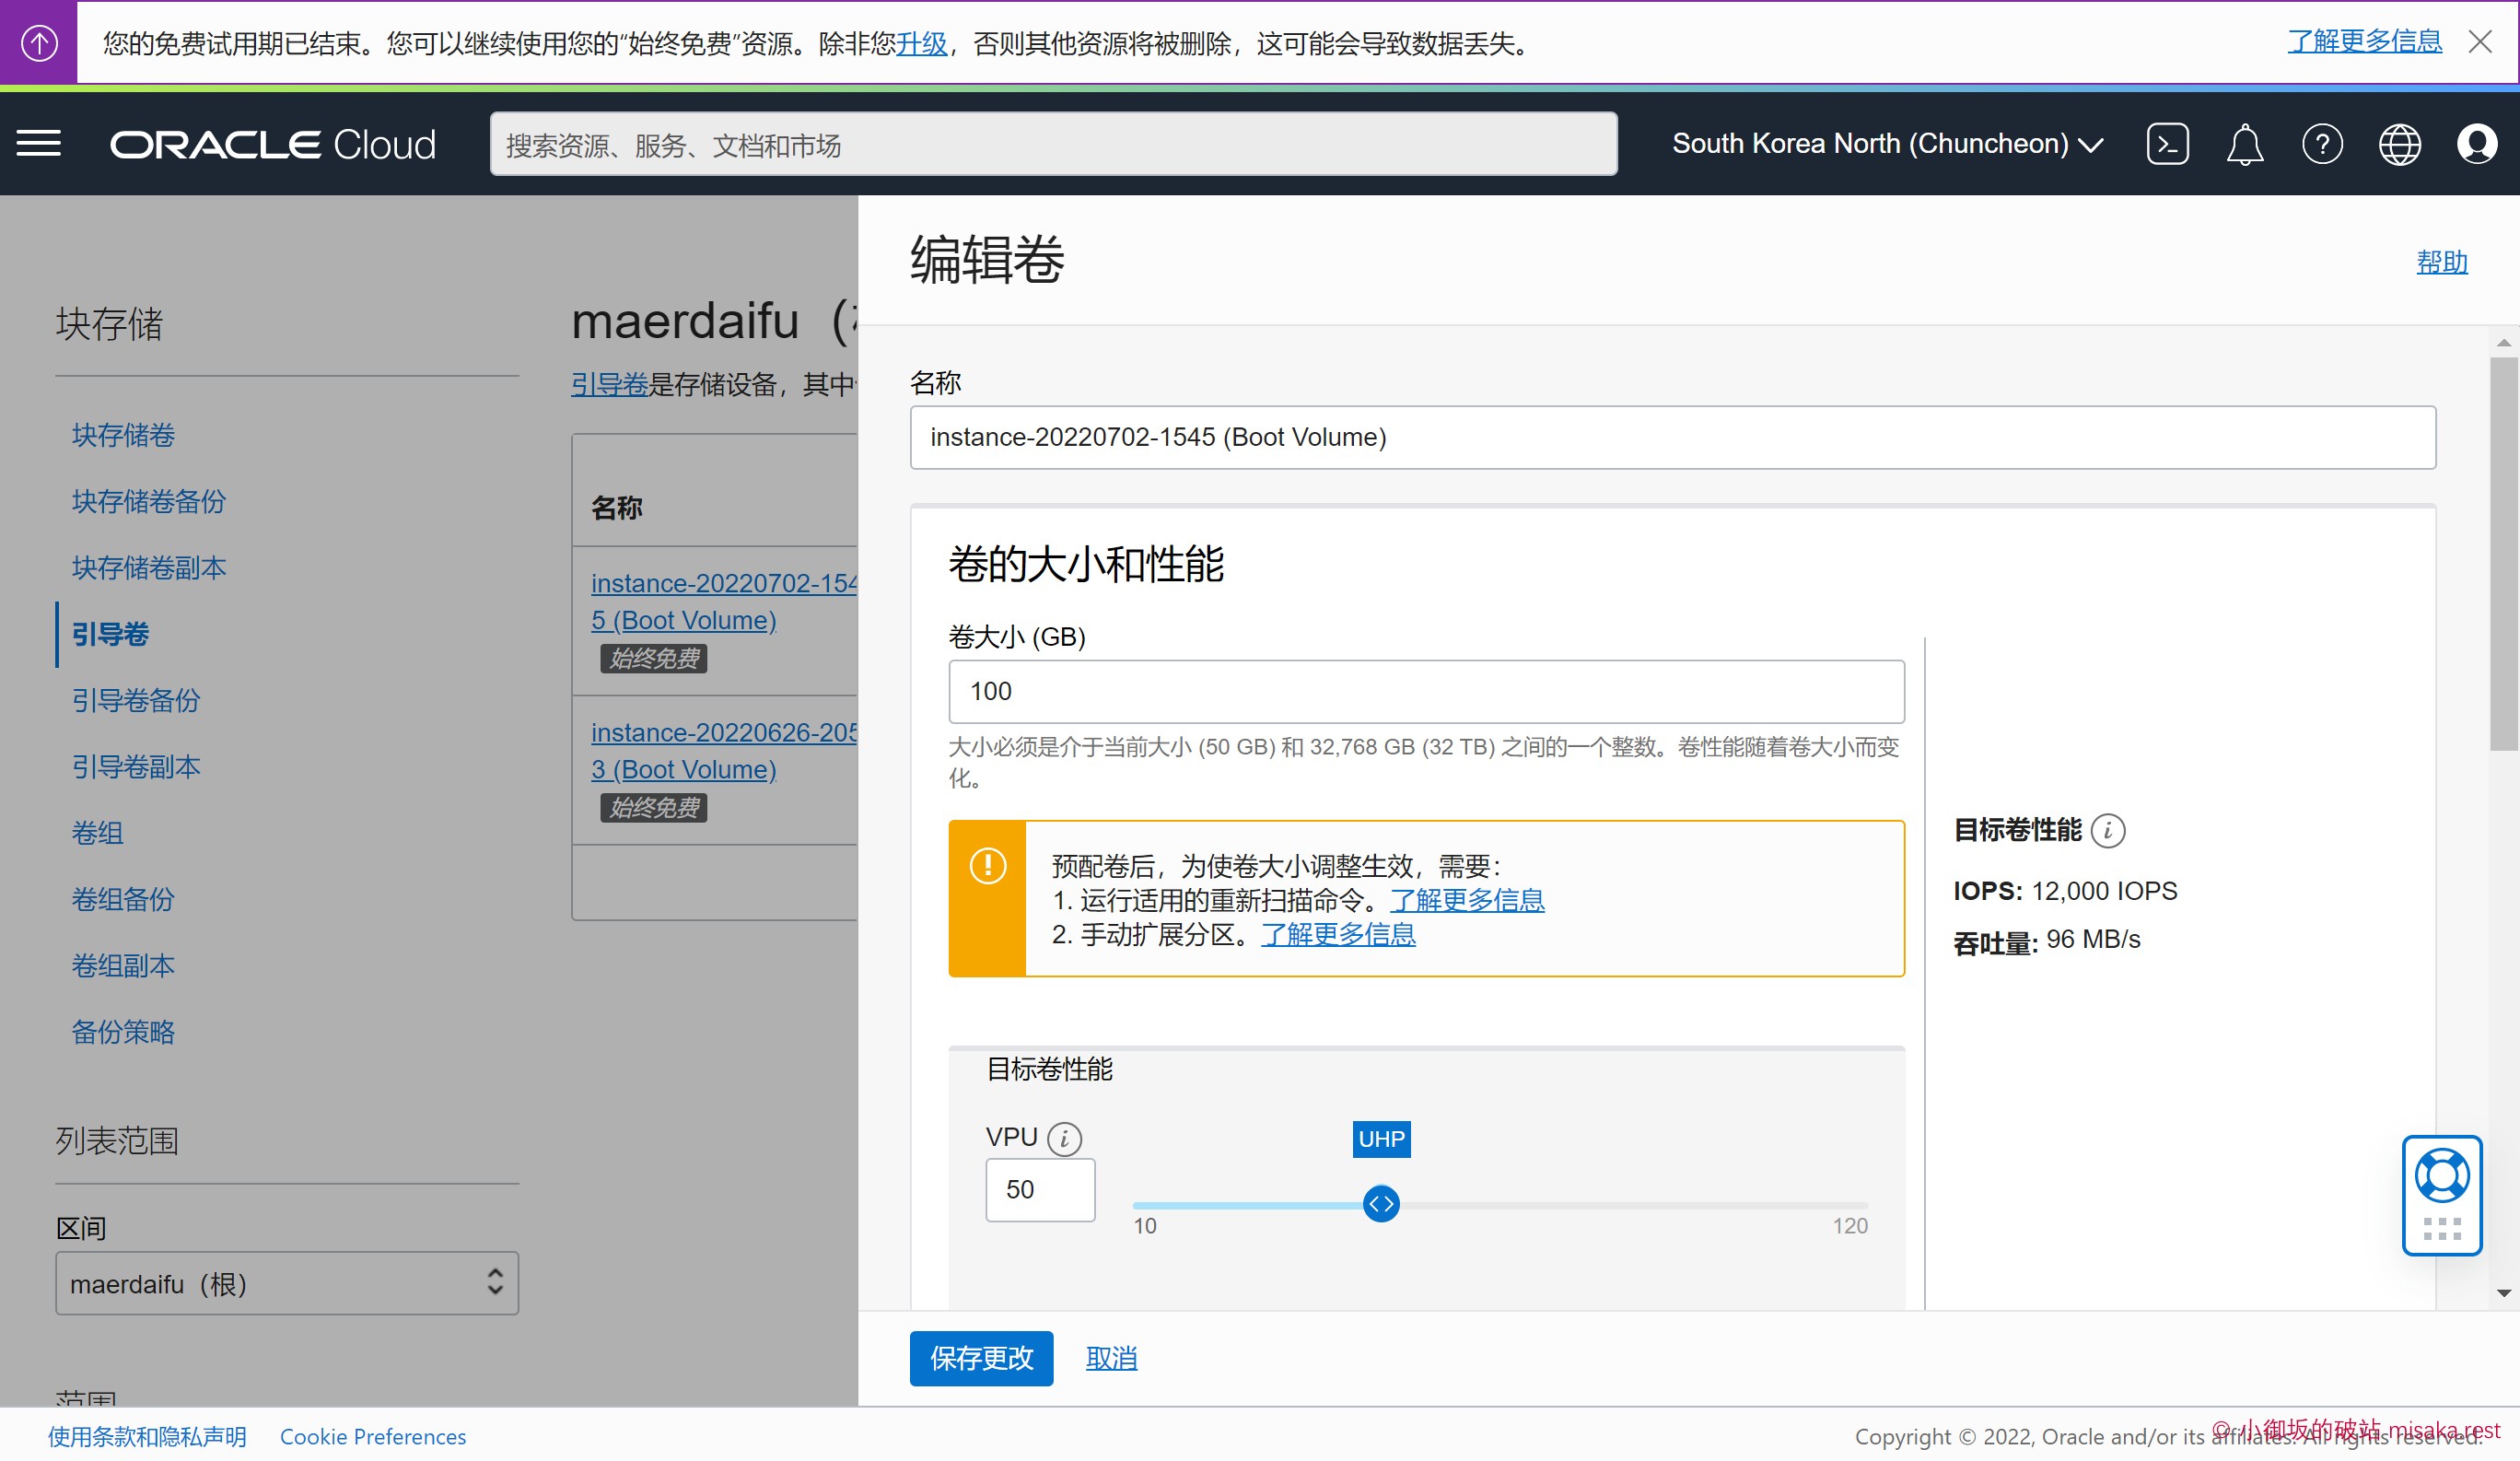 您的免费试用期已结束。您可以继续使用您的“始终免费”资源。除非您升级，否则其他资源将被删除，这可能会导致数据丢失。
了解更多信息
ORACLE Cloud
搜索资源、服务、文档和市场
South Korea North (Chuncheon)
块存储
块存储卷
块存储卷备份
块存储卷副本
引导卷
引导卷备份
引导卷副本
卷组
卷组备份
卷组副本
备份策略
列表范围
区间
maerdaifu（根）
范围
maerdaifu（
引导卷是存储设备，其中
名称
instance-20220702-154
5 (Boot Volume)
始终免费
instance-20220626-205
3 (Boot Volume)
始终免费
编辑卷
帮助
名称
instance-20220702-1545 (Boot Volume)
卷的大小和性能
卷大小 (GB)
100
大小必须是介于当前大小 (50 GB) 和 32,768 GB (32 TB) 之间的一个整数。卷性能随着卷大小而变
化。
预配卷后，为使卷大小调整生效，需要：
1. 运行适用的重新扫描命令。了解更多信息
2. 手动扩展分区。了解更多信息
目标卷性能
IOPS: 12,000 IOPS
吞吐量: 96 MB/s
目标卷性能
VPU
50
UHP
10
120
保存更改
取消
使用条款和隐私声明
Cookie Preferences
Copyright © 2022, Oracle and/or its affiliates. All rights reserved.
© 小御坂的破站 misaka.rest